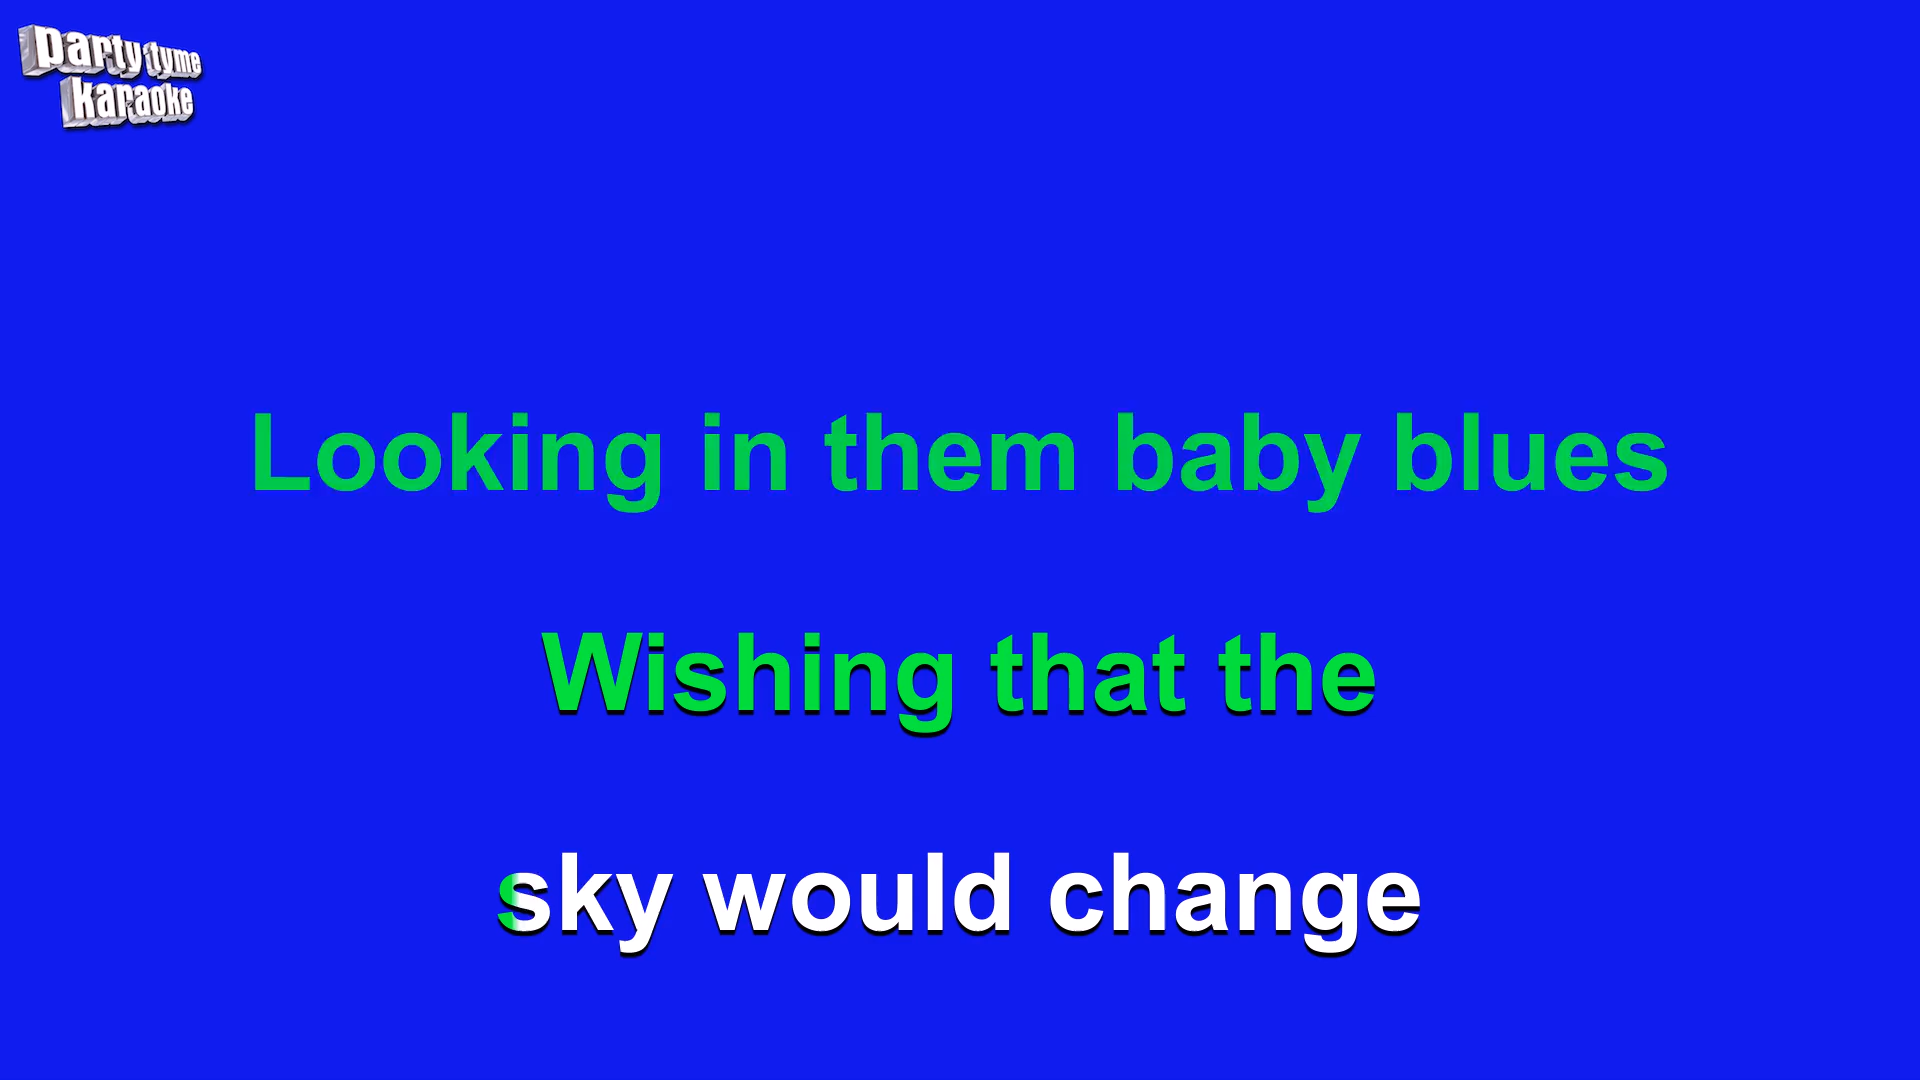 party tyme
karaoke
Looking in them baby blues
Wishing that the
sky would change